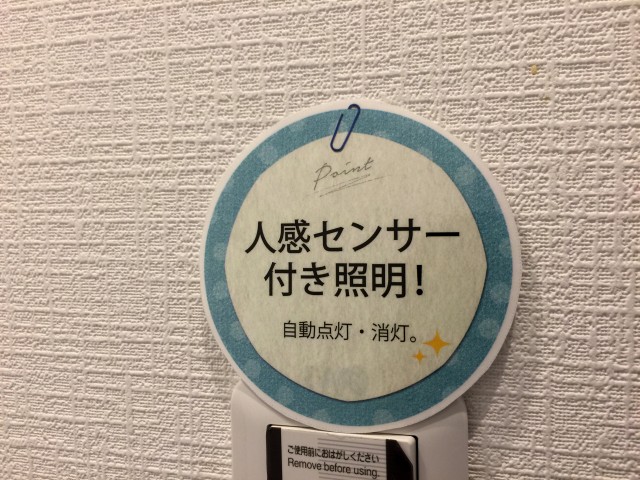 Point
人感センサー
付き照明!
自動点灯・消灯。
ご使用前におはがしください
Remove before using.